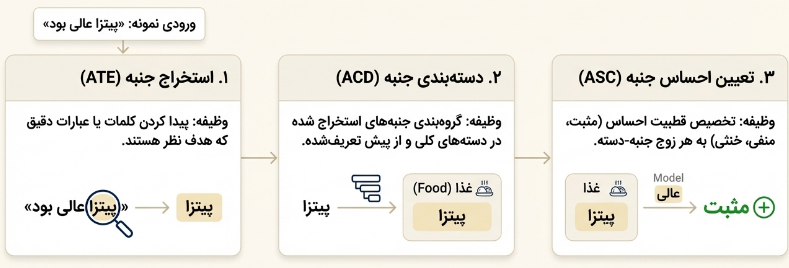 ورودی نمونه: «پیتزا عالی بود»
۱. استخراج جنبه (ATE)
وظیفه: پیدا کردن کلمات یا عبارات دقیق
که هدف نظر هستند.
«پیتزا عالی بود»
پیتزا
۲. دسته‌بندی جنبه (ACD)
وظیفه: گروه‌بندی جنبه‌های استخراج شده
در دسته‌های کلی و از پیش تعریف‌شده.
پیتزا
غذا (Food)
پیتزا
۳. تعیین احساس جنبه (ASC)
وظیفه: تخصیص قطبیت احساس (مثبت،
منفی، خنثی) به هر زوج جنبه-دسته.
غذا
پیتزا
Model
عالی
مثبت